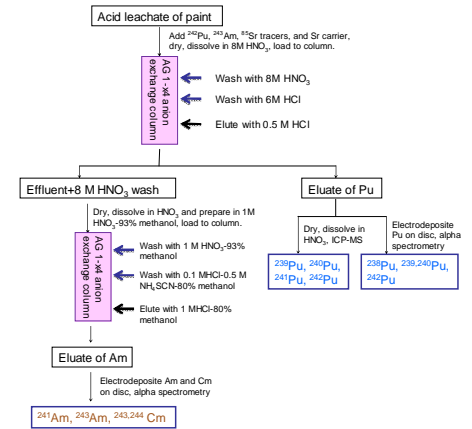 Acid leachate of paint
Add ²⁴²Pu, ²⁴³Am, ⁸⁵Sr tracers, and Sr carrier,
dry, dissolve in 8M HNO₃, load to column.
AG 1-x4 anion
exchange column
Wash with 8M HNO₃
Wash with 6M HCl
Elute with 0.5 M HCl
Effluent+8 M HNO₃ wash
Eluate of Pu
Dry, dissolve in HNO₃ and prepare in 1M
HNO₃-93% methanol, load to column.
AG 1-x4 anion
exchange column
Wash with 1 M HNO₃-93%
methanol
Wash with 0.1 MHCl-0.5 M
NH₄SCN-80% methanol
Elute with 1 MHCl-80%
methanol
Dry, dissolve in
HNO₃, ICP-MS
Electrodeposite
Pu on disc, alpha
spectrometry
²³⁹Pu, ²⁴⁰Pu,
²⁴¹Pu, ²⁴²Pu
²³⁸Pu, ²³⁹,²⁴⁰Pu,
²⁴²Pu
Eluate of Am
Electrodeposite Am and Cm
on disc, alpha spectrometry
²⁴¹Am, ²⁴³Am, ²⁴³,²⁴⁴ Cm